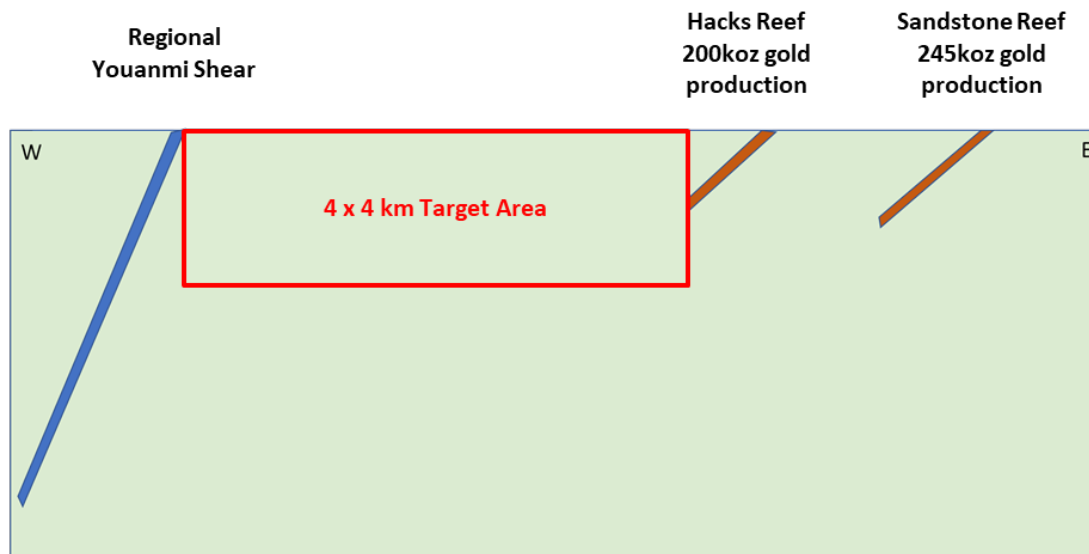 Regional
Youanmi Shear
Hacks Reef
200koz gold
production
Sandstone Reef
245koz gold
production
W
E
4 x 4 km Target Area